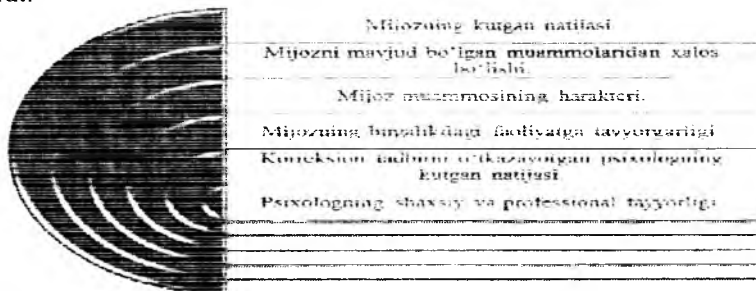 Mijozning kutgan natijasi
Mijozni mavjud bo'lgan muammolaridan xalos
bo'lishi.
Mijoz muammosining harakteri.
Mijozning birgalikdagi faoliyatga tayyorgarligi
Korreksion tadbirni o'tkazayotgan psixologning
kutgan natijasi
Psixologning shaxsiy va professional tayyorligi